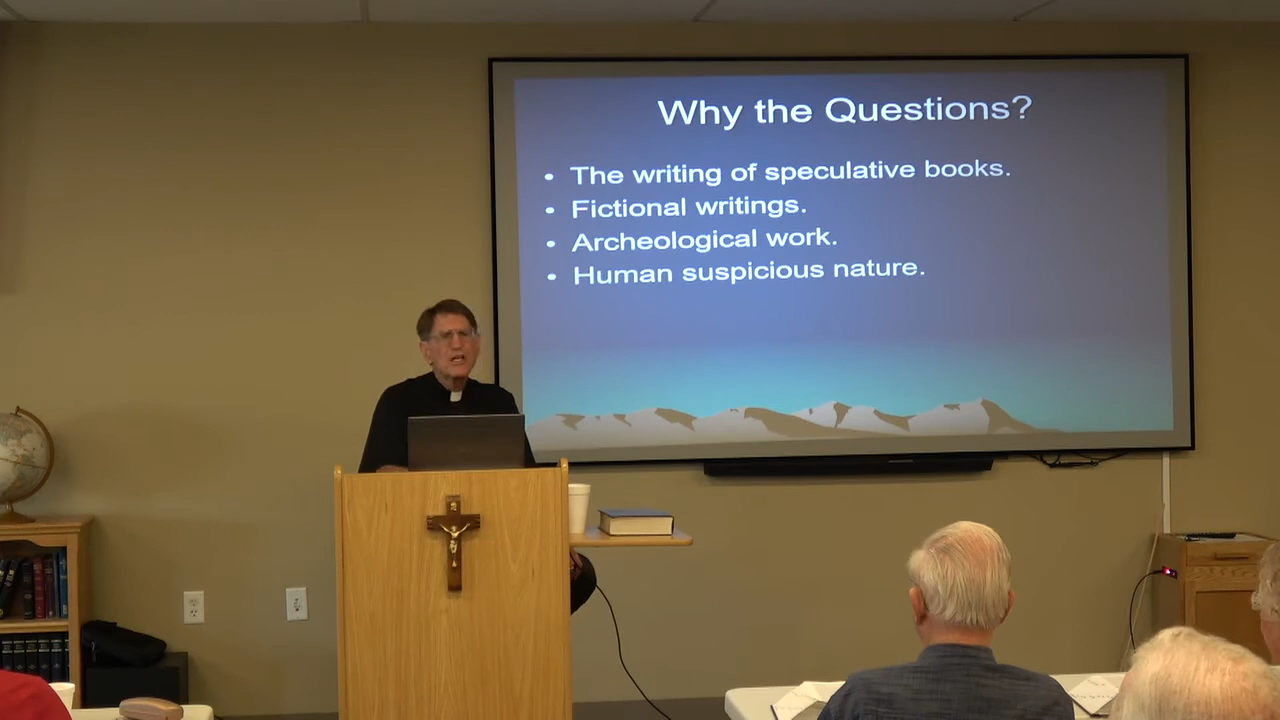 Why the Questions?
• The writing of speculative books.
• Fictional writings.
• Archeological work.
• Human suspicious nature.